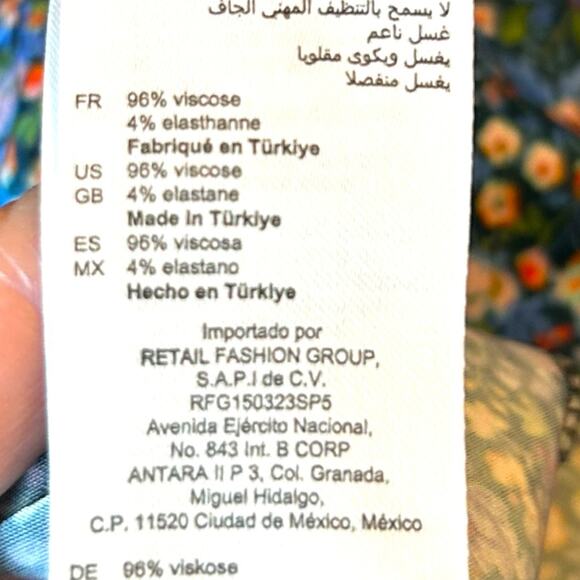 لا يسمح بالتنظيف المهني الجاف
غسل ناعم
يغسل ويكوى مقلوبا
يغسل منفصلا
FR 96% viscose
4% elasthanne
Fabriqué en Türkiye
US 96% viscose
GB 4% elastane
Made in Türkiye
ES 96% viscosa
MX 4% elastano
Hecho en Türkiye
Importado por
RETAIL FASHION GROUP,
S.A.P.I de C.V.
RFG150323SP5
Avenida Ejército Nacional,
No. 843 Int. B CORP
ANTARA II P 3, Col. Granada,
Miguel Hidalgo,
C.P. 11520 Ciudad de México, México
DE 96% viskose